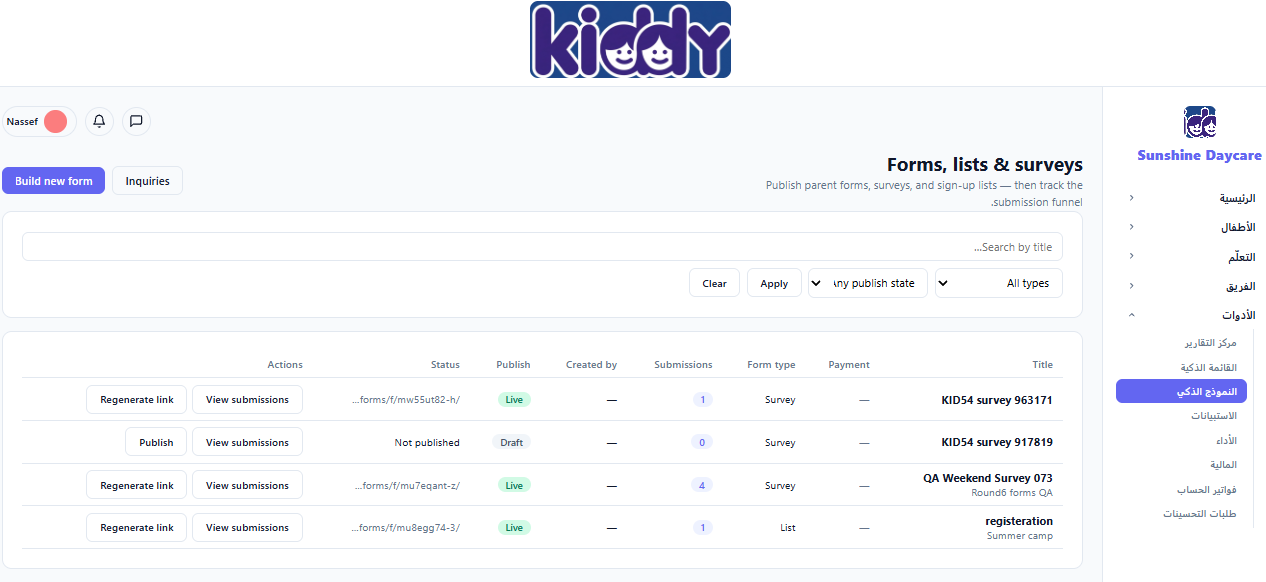 kiddy
Nassef
Sunshine Daycare
Forms, lists & surveys
Publish parent forms, surveys, and sign-up lists — then track the
.submission funnel
Build new form
Inquiries
...Search by title
All types
ny publish state
Apply
Clear
Title
Payment
Form type
Submissions
Created by
Publish
Status
Actions
KID54 survey 963171
—
Survey
1
—
Live
...forms/f/mw55ut82-h/
View submissions
Regenerate link
KID54 survey 917819
—
Survey
0
—
Draft
Not published
View submissions
Publish
QA Weekend Survey 073
Round6 forms QA
—
Survey
4
—
Live
...forms/f/mu7eqant-z/
View submissions
Regenerate link
registeration
Summer camp
—
List
1
—
Live
...forms/f/mu8egg74-3/
View submissions
Regenerate link
الرئيسية
الأطفال
التعلّم
الفريق
الأدوات
مركز التقارير
القائمة الذكية
النموذج الذكي
الاستبيانات
الأداء
المالية
فواتير الحساب
طلبات التحسينات